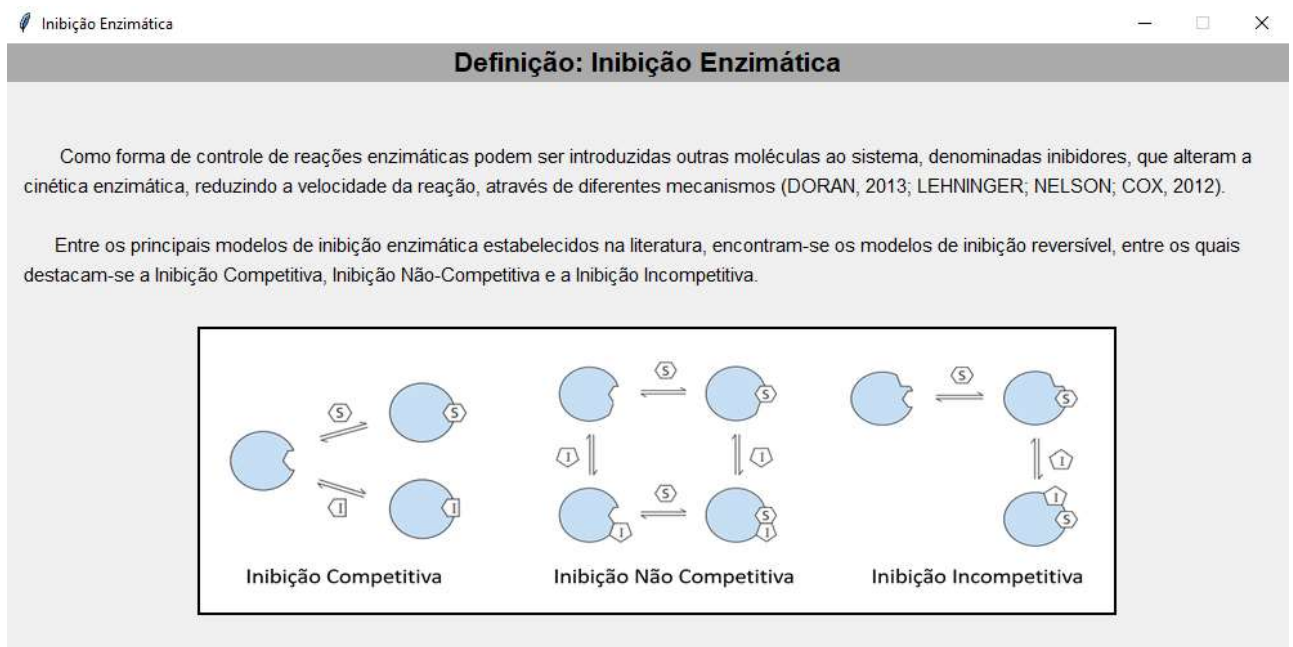 Inibição Enzimática
Definição: Inibição Enzimática
Como forma de controle de reações enzimáticas podem ser introduzidas outras moléculas ao sistema, denominadas inibidores, que alteram a
cinética enzimática, reduzindo a velocidade da reação, através de diferentes mecanismos (DORAN, 2013; LEHNINGER; NELSON; COX, 2012).
Entre os principais modelos de inibição enzimática estabelecidos na literatura, encontram-se os modelos de inibição reversível, entre os quais
destacam-se a Inibição Competitiva, Inibição Não-Competitiva e a Inibição Incompetitiva.
S
S
I
I
Inibição Competitiva
S
S
I
I
S
I
S
I
Inibição Não Competitiva
S
S
I
I
S
Inibição Incompetitiva